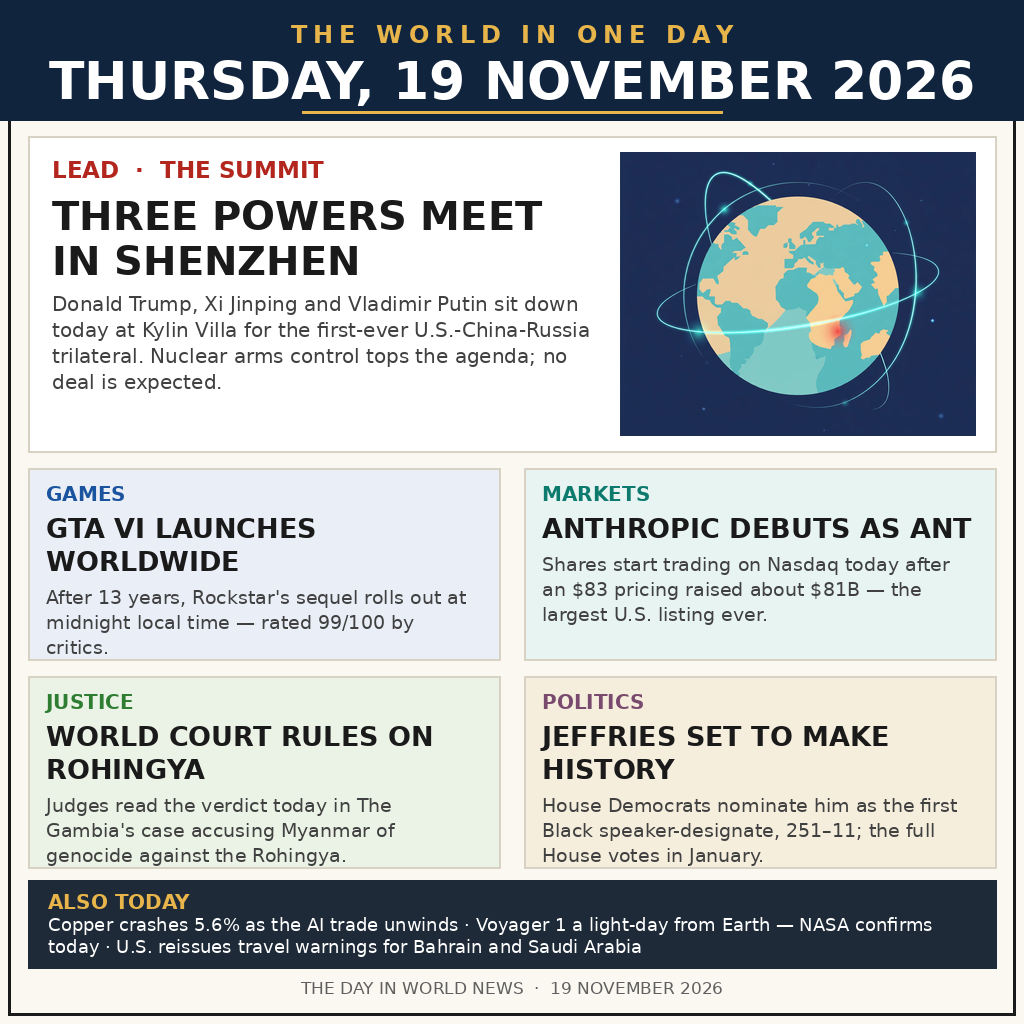 THE WORLD IN ONE DAY
THURSDAY, 19 NOVEMBER 2026
LEAD · THE SUMMIT
THREE POWERS MEET
IN SHENZHEN
Donald Trump, Xi Jinping and Vladimir Putin sit down
today at Kylin Villa for the first-ever U.S.-China-Russia
trilateral. Nuclear arms control tops the agenda; no
deal is expected.
GAMES
GTA VI LAUNCHES
WORLDWIDE
After 13 years, Rockstar's sequel rolls out at
midnight local time — rated 99/100 by
critics.
MARKETS
ANTHROPIC DEBUTS AS ANT
Shares start trading on Nasdaq today after
an $83 pricing raised about $81B — the
largest U.S. listing ever.
JUSTICE
WORLD COURT RULES ON
ROHINGYA
Judges read the verdict today in The
Gambia's case accusing Myanmar of
genocide against the Rohingya.
POLITICS
JEFFRIES SET TO MAKE
HISTORY
House Democrats nominate him as the first
Black speaker-designate, 251–11; the full
House votes in January.
ALSO TODAY
Copper crashes 5.6% as the AI trade unwinds · Voyager 1 a light-day from Earth — NASA confirms
today · U.S. reissues travel warnings for Bahrain and Saudi Arabia
THE DAY IN WORLD NEWS · 19 NOVEMBER 2026